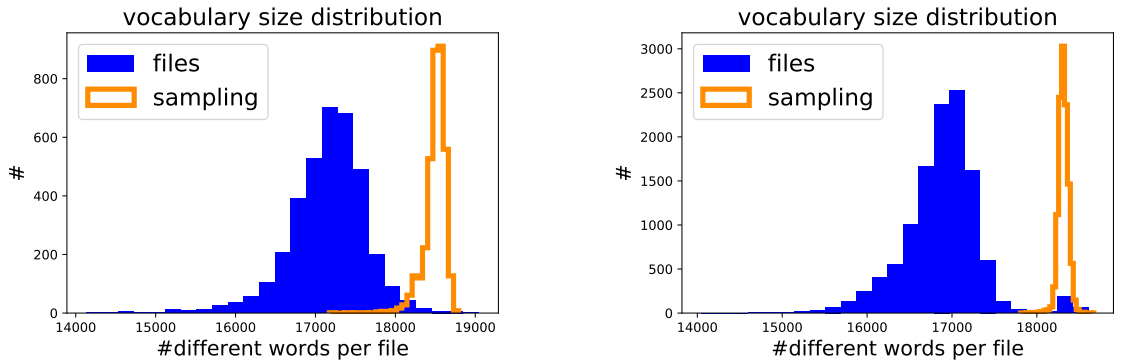 vocabulary size distribution
files
sampling
#
800
600
400
200
0
14000 15000 16000 17000 18000 19000
#different words per file
vocabulary size distribution
files
sampling
#
3000
2500
2000
1500
1000
500
0
14000 15000 16000 17000 18000
#different words per file